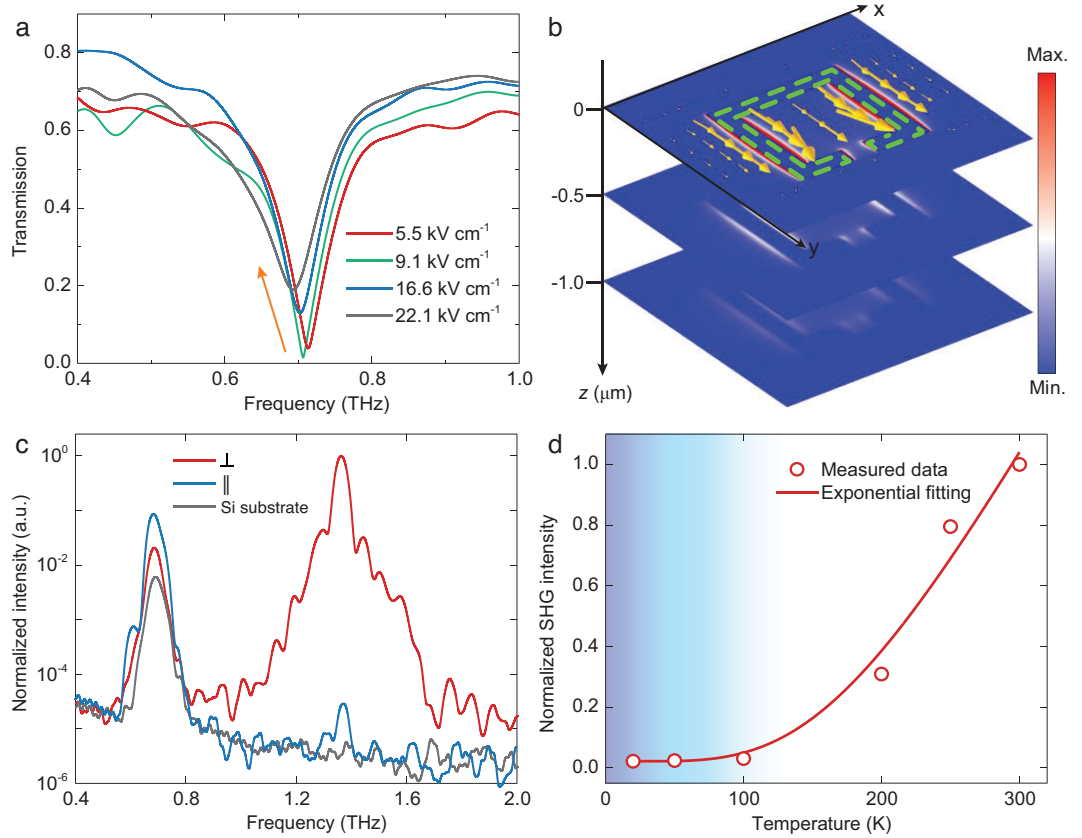 a
0.8
0.6
0.4
0.2
0.0
Transmission
5.5 kV cm-1
9.1 kV cm-1
16.6 kV cm-1
22.1 kV cm-1
0.4
0.6
0.8
1.0
Frequency (THz)
b
x
y
0
-0.5
-1.0
z (μm)
Max.
Min.
c
10^0
10^-2
10^-4
10^-6
Normalized intensity (a.u.)
⊥
∥
Si substrate
0.4
0.8
1.2
1.6
2.0
Frequency (THz)
d
1.0
0.8
0.6
0.4
0.2
0.0
Normalized SHG intensity
Measured data
Exponential fitting
0
100
200
300
Temperature (K)